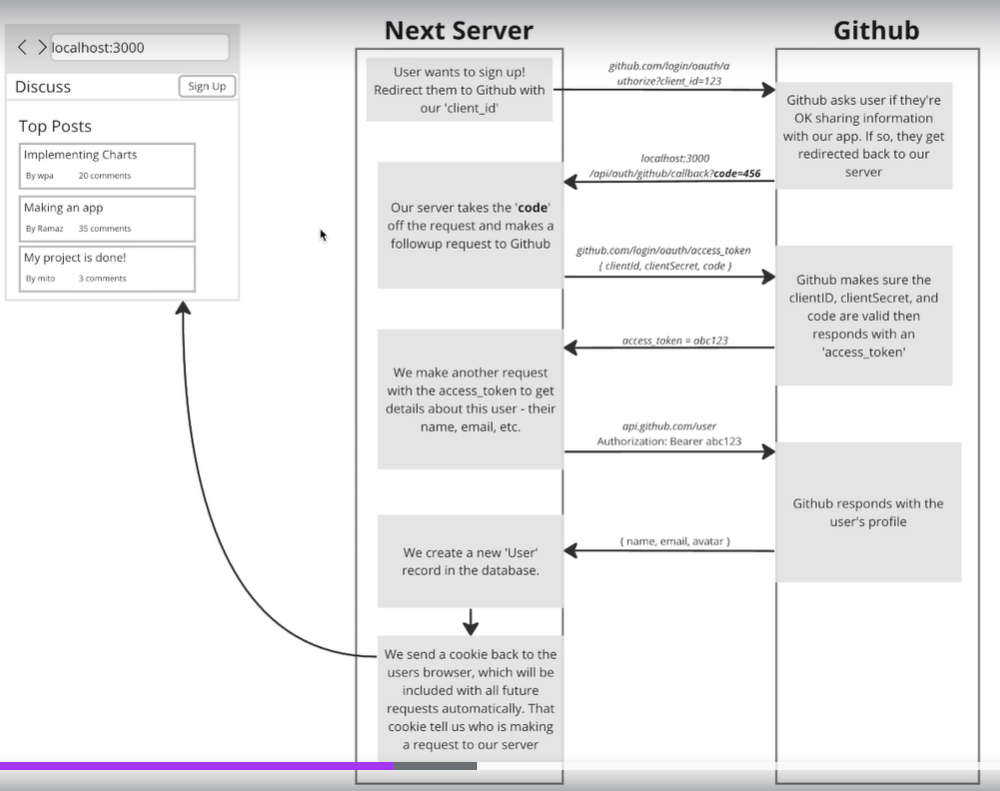 Next Server
Github
localhost:3000
Discuss
Sign Up
Top Posts
Implementing Charts
By wpa 20 comments
Making an app
By Ramaz 35 comments
My project is done!
By mito 3 comments
User wants to sign up!
Redirect them to Github with
our 'client_id'
github.com/login/oauth/a
uthorize?client_id=123
Github asks user if they're
OK sharing information
with our app. If so, they get
redirected back to our
server
localhost:3000
/api/auth/github/callback?code=456
Our server takes the 'code'
off the request and makes a
followup request to Github
github.com/login/oauth/access_token
{ clientId, clientSecret, code }
Github makes sure the
clientID, clientSecret, and
code are valid then
responds with an
'access_token'
access_token = abc123
We make another request
with the access_token to get
details about this user - their
name, email, etc.
api.github.com/user
Authorization: Bearer abc123
Github responds with the
user's profile
{ name, email, avatar }
We create a new 'User'
record in the database.
We send a cookie back to the
users browser, which will be
included with all future
requests automatically. That
cookie tell us who is making
a request to our server